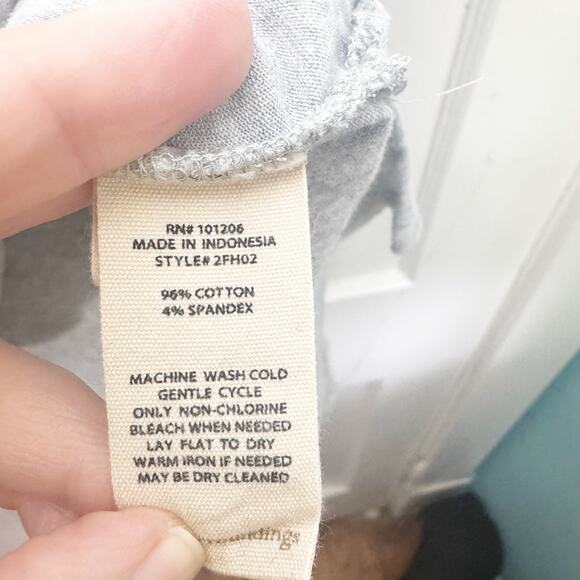 RN# 101206
MADE IN INDONESIA
STYLE# 2FH02
96% COTTON
4% SPANDEX
MACHINE WASH COLD
GENTLE CYCLE
ONLY NON-CHLORINE
BLEACH WHEN NEEDED
LAY FLAT TO DRY
WARM IRON IF NEEDED
MAY BE DRY CLEANED